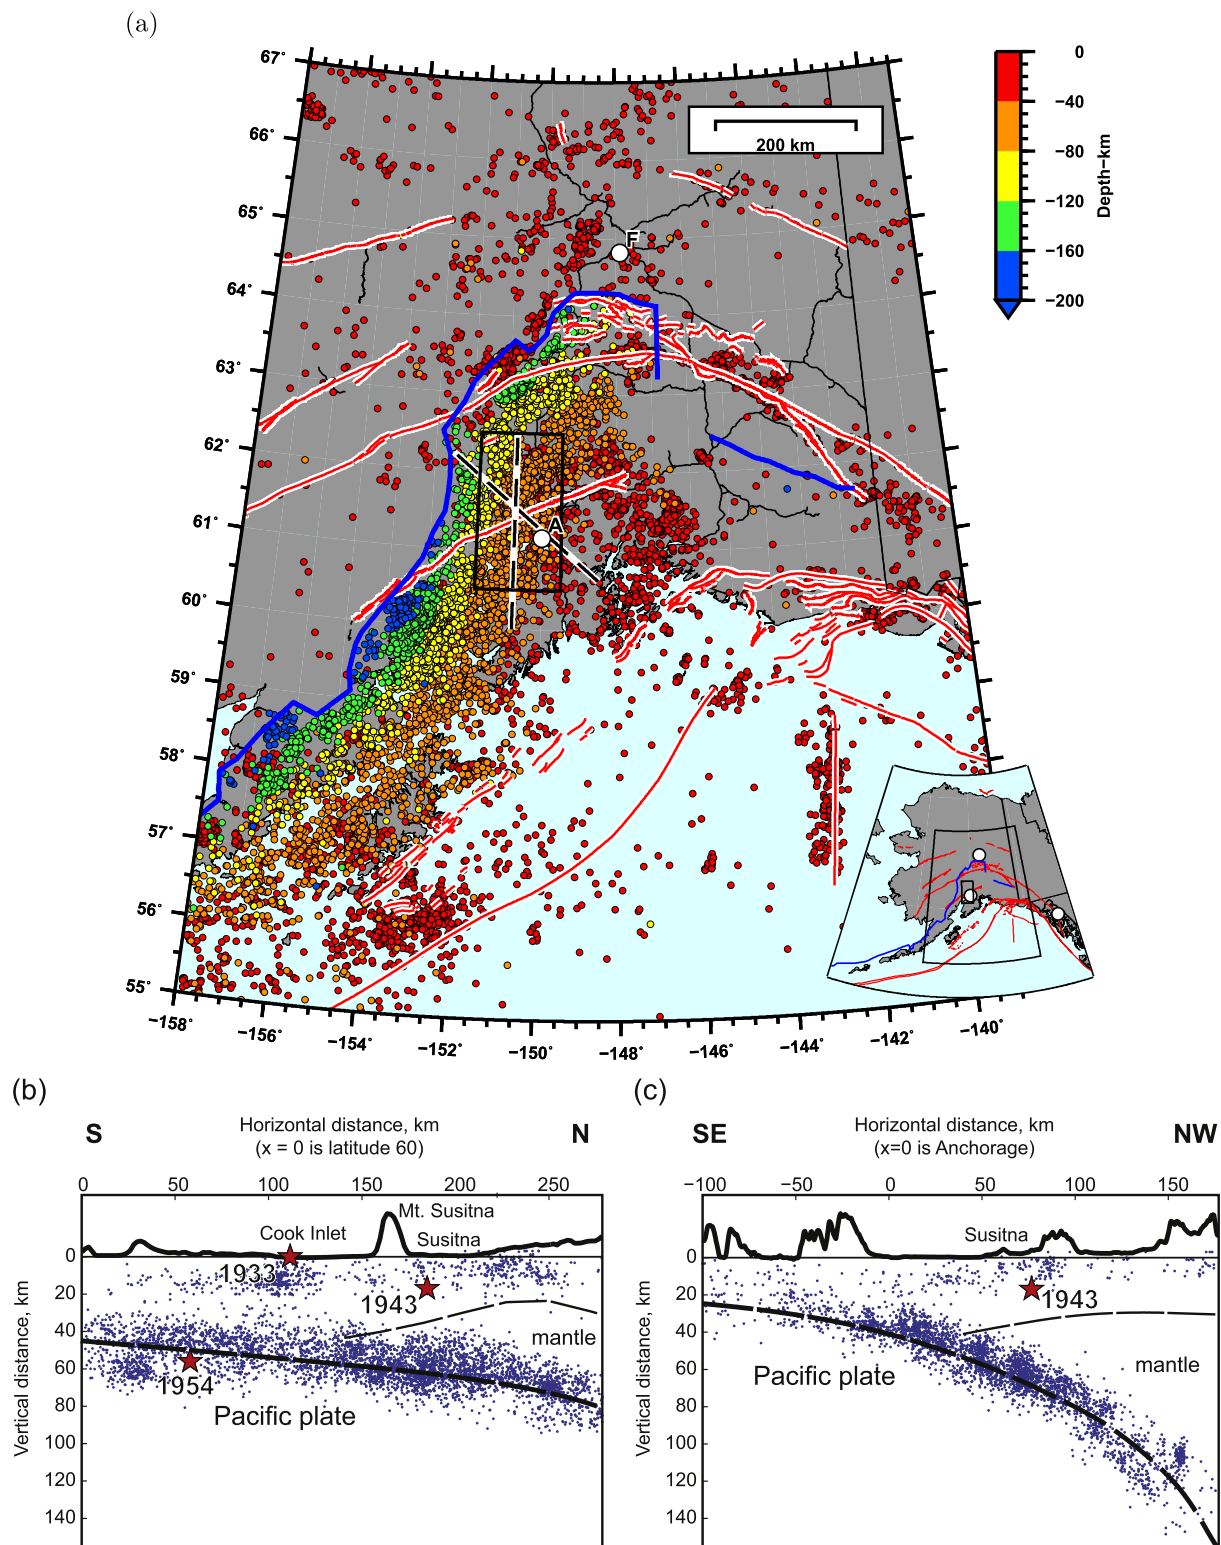 (a)
67°
66°
65°
64°
63°
62°
61°
60°
59°
58°
57°
56°
55°
−158°
−156°
−154°
−152°
−150°
−148°
−146°
−144°
−142°
−140°
200 km
F
A
0
−40
−80
−120
−160
−200
Depth−km
(b)
Horizontal distance, km
(x = 0 is latitude 60)
S
N
0 50 100 150 200 250
Mt. Susitna
Cook Inlet
Susitna
1933
1943
1954
mantle
Pacific plate
0
20
40
60
80
100
120
140
Vertical distance, km
(c)
Horizontal distance, km
(x=0 is Anchorage)
SE
NW
−100 −50 0 50 100 150
Susitna
1943
mantle
Pacific plate
0
20
40
60
80
100
120
140
Vertical distance, km